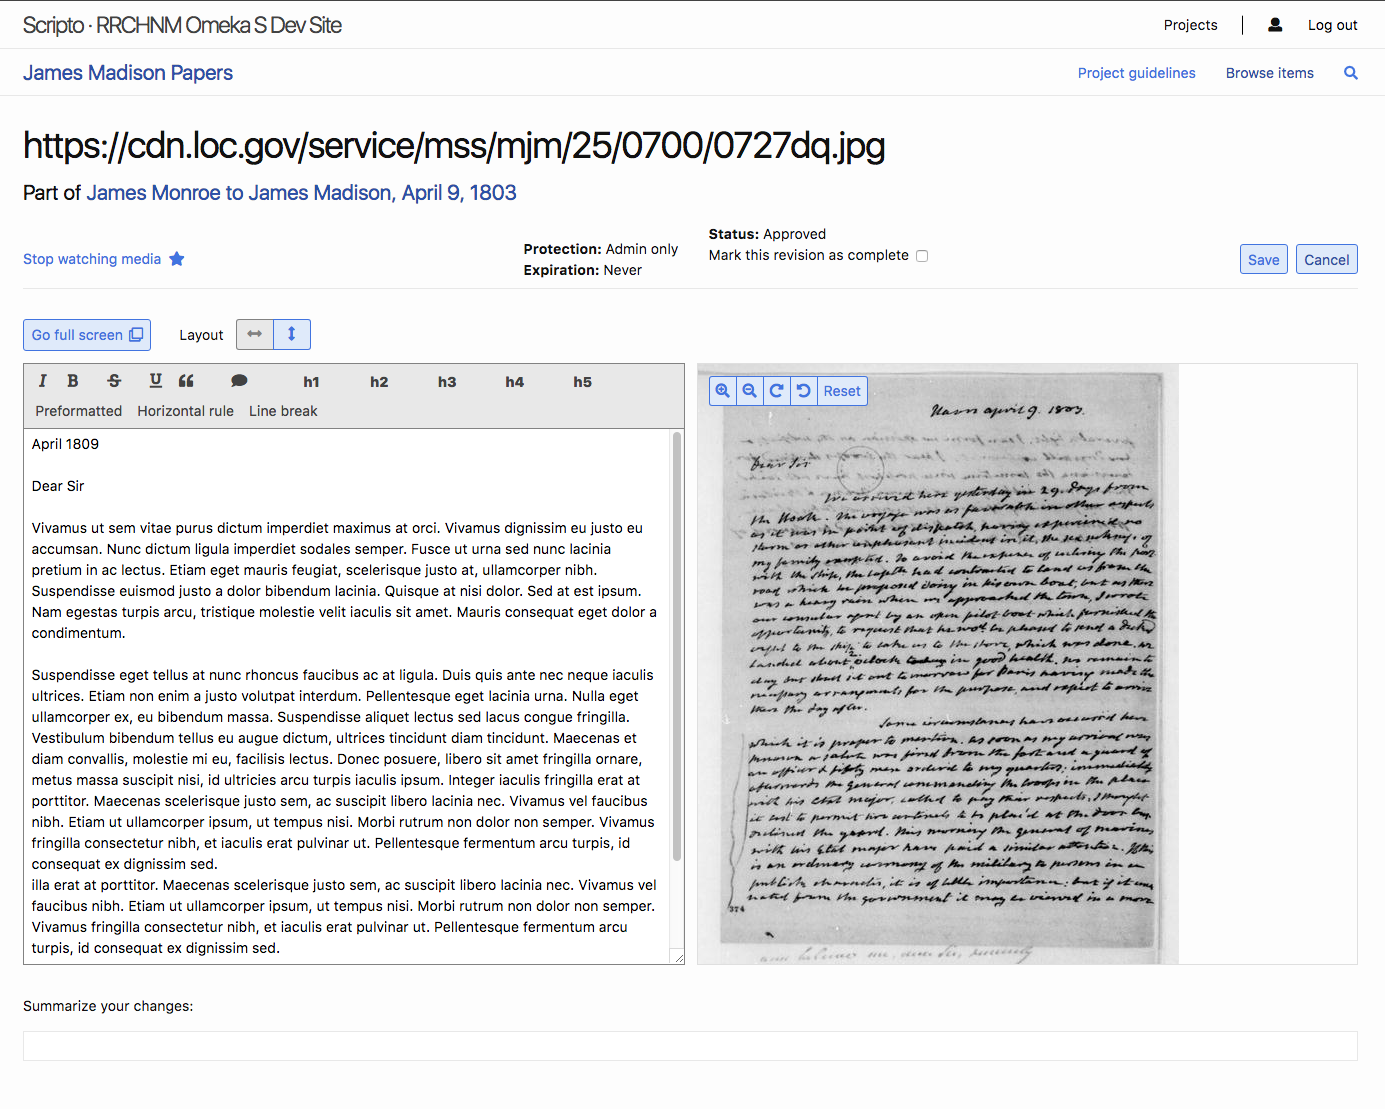 Scripto · RRCHNM Omeka S Dev Site
Projects
Log out
James Madison Papers
Project guidelines
Browse items
https://cdn.loc.gov/service/mss/mjm/25/0700/0727dq.jpg
Part of James Monroe to James Madison, April 9, 1803
Stop watching media
Protection: Admin only
Expiration: Never
Status: Approved
Mark this revision as complete
Save
Cancel
Go full screen
Layout
I B S U h1 h2 h3 h4 h5
Preformatted Horizontal rule Line break
April 1809
Dear Sir
Vivamus ut sem vitae purus dictum imperdiet maximus at orci. Vivamus dignissim eu justo eu
accumsan. Nunc dictum ligula imperdiet sodales semper. Fusce ut urna sed nunc lacinia
pretium in ac lectus. Etiam eget mauris feugiat, scelerisque justo at, ullamcorper nibh.
Suspendisse euismod justo a dolor bibendum lacinia. Quisque at nisi dolor. Sed at est ipsum.
Nam egestas turpis arcu, tristique molestie velit iaculis sit amet. Mauris consequat eget dolor a
condimentum.
Suspendisse eget tellus at nunc rhoncus faucibus ac at ligula. Duis quis ante nec neque iaculis
ultrices. Etiam non enim a justo volutpat interdum. Pellentesque eget lacinia urna. Nulla eget
ullamcorper ex, eu bibendum massa. Suspendisse aliquet lectus sed lacus congue fringilla.
Vestibulum bibendum tellus eu augue dictum, ultrices tincidunt diam tincidunt. Maecenas et
diam convallis, molestie mi eu, facilisis lectus. Donec posuere, libero sit amet fringilla ornare,
metus massa suscipit nisi, id ultricies arcu turpis iaculis ipsum. Integer iaculis fringilla erat at
porttitor. Maecenas scelerisque justo sem, ac suscipit libero lacinia nec. Vivamus vel faucibus
nibh. Etiam ut ullamcorper ipsum, ut tempus nisi. Morbi rutrum non dolor non semper. Vivamus
fringilla consectetur nibh, et iaculis erat pulvinar ut. Pellentesque fermentum arcu turpis, id
consequat ex dignissim sed.
illa erat at porttitor. Maecenas scelerisque justo sem, ac suscipit libero lacinia nec. Vivamus vel
faucibus nibh. Etiam ut ullamcorper ipsum, ut tempus nisi. Morbi rutrum non dolor non semper.
Vivamus fringilla consectetur nibh, et iaculis erat pulvinar ut. Pellentesque fermentum arcu
turpis, id consequat ex dignissim sed.
Reset
april 9. 1803.
Dear Sir
We arrived here yesterday in 29. days from
the Hook. The voyage was as favorable in other respects
as it was in point of dispatch, having experienc'd no
storm or other unpleasant incident in it, the sea sickness of
my family excepted. To avoid the expence of entering the port
with the ship, the captn had contracted to land us from the
road which he proposed doing in his own boat, but as there
was a heavy rain when we approached the town, I wrote
our consular agent by an open pilot boat which furnished the
opportunity, to request that he wod. be pleased to send a
to the ship to take us to the shore, which was done. we
landed about 2 oclock in good health. we remain to
day but shall set out tomorrow for Paris having made the
necessary arrangements for the purpose, and expect to arrive
there the day after.
Some circumstances have occurred here
which it is proper to mention. as soon as my arrival was
known a salute was fired from the fort and a guard of
an officer & fifty men ordered to my quarters; immediately
afterwards the general commanding the troops in the place
with his Etat major, called to pay their respects. I thought
it best to permit two centinels to be plac'd at the door but
declined the guard. this morning the general of marines
with his Etat major have paid a similar attention. If this
is an ordinary ceremony of the military to persons in a
publick character, it is of little importance; but if it ema
nated from the government it may be viewed in a more
374
Summarize your changes: